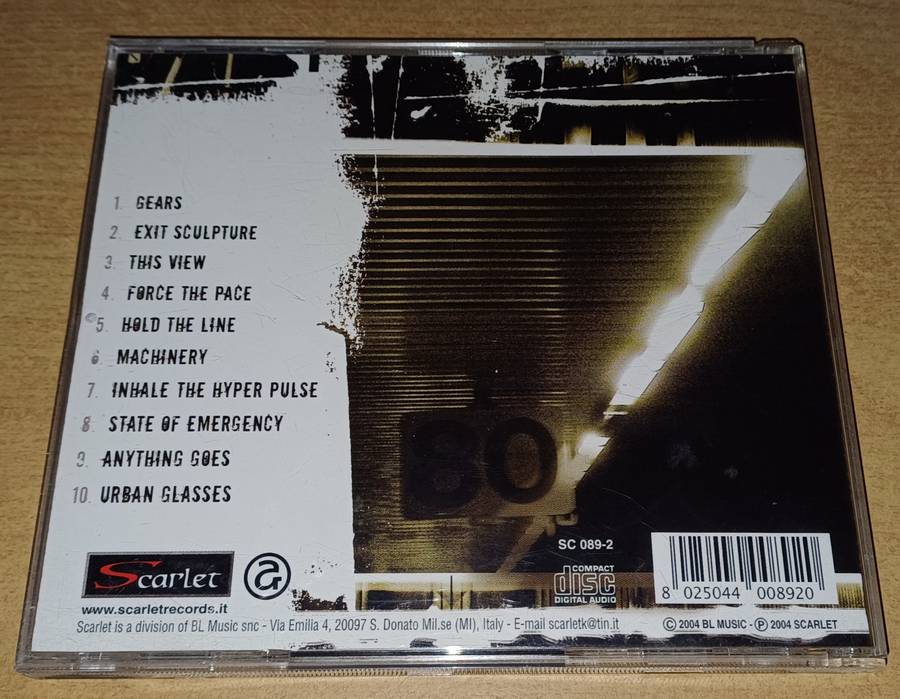 1. GEARS
2. EXIT SCULPTURE
3. THIS VIEW
4. FORCE THE PACE
5. HOLD THE LINE
6. MACHINERY
7. INHALE THE HYPER PULSE
8. STATE OF EMERGENCY
9. ANYTHING GOES
10. URBAN GLASSES
80
SC 089-2
Scarlet
COMPACT
disc
DIGITAL AUDIO
8 025044 008920
www.scarletrecords.it
Scarlet is a division of BL Music snc - Via Emilia 4, 20097 S. Donato Mil.se (MI), Italy - E-mail scarletk@tin.it
© 2004 BL MUSIC - ℗ 2004 SCARLET